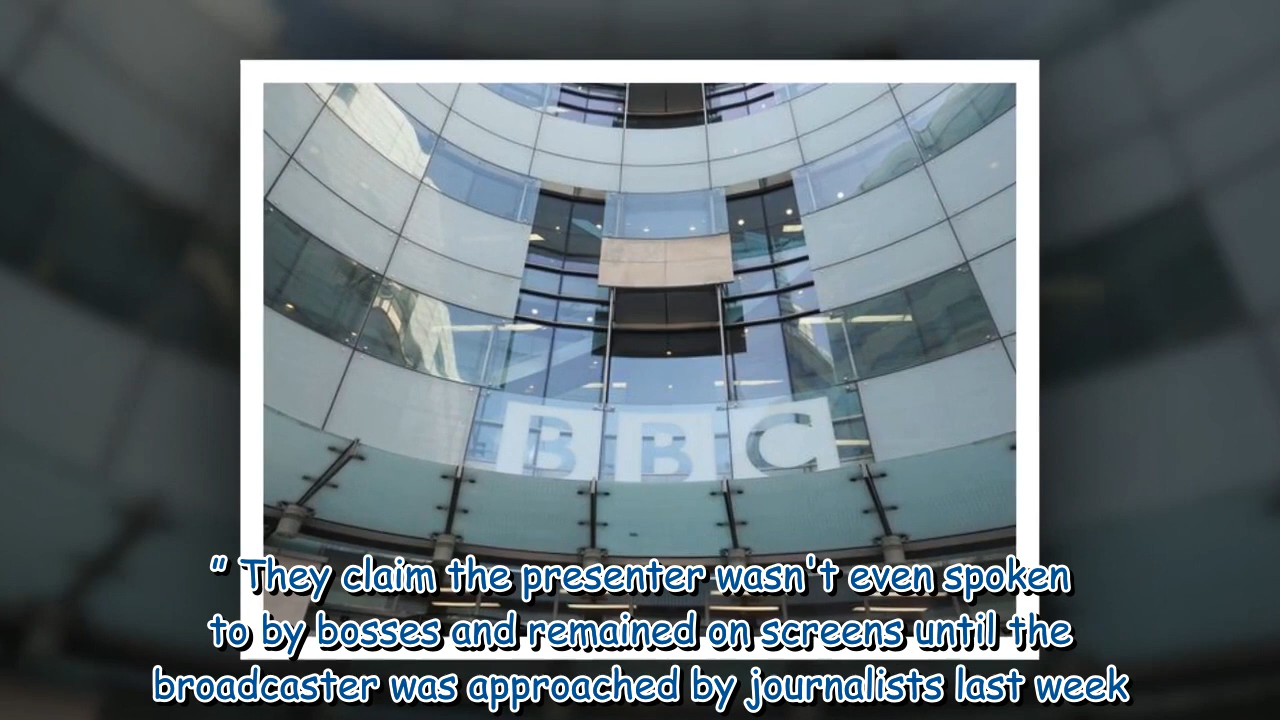 BBC
” They claim the presenter wasn't even spoken
to by bosses and remained on screens until the
broadcaster was approached by journalists last week